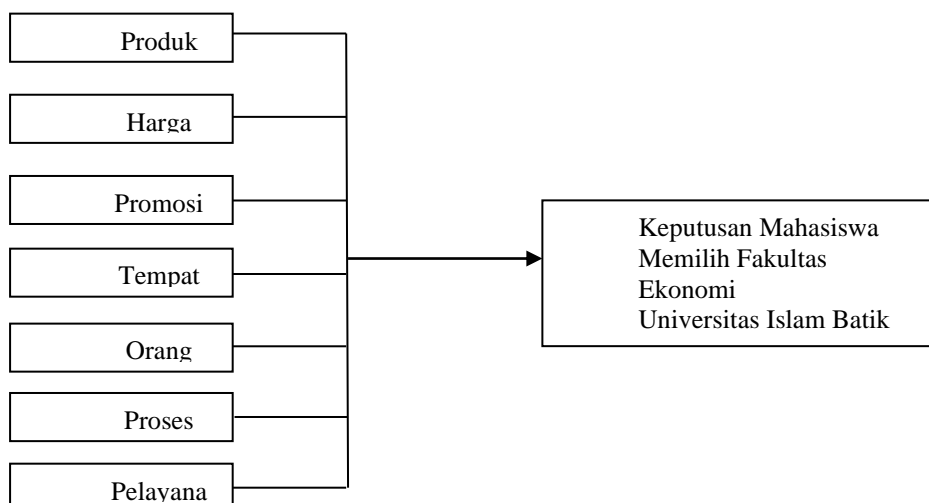 Produk
Harga
Promosi
Tempat
Orang
Proses
Pelayana
Keputusan Mahasiswa
Memilih Fakultas
Ekonomi
Universitas Islam Batik